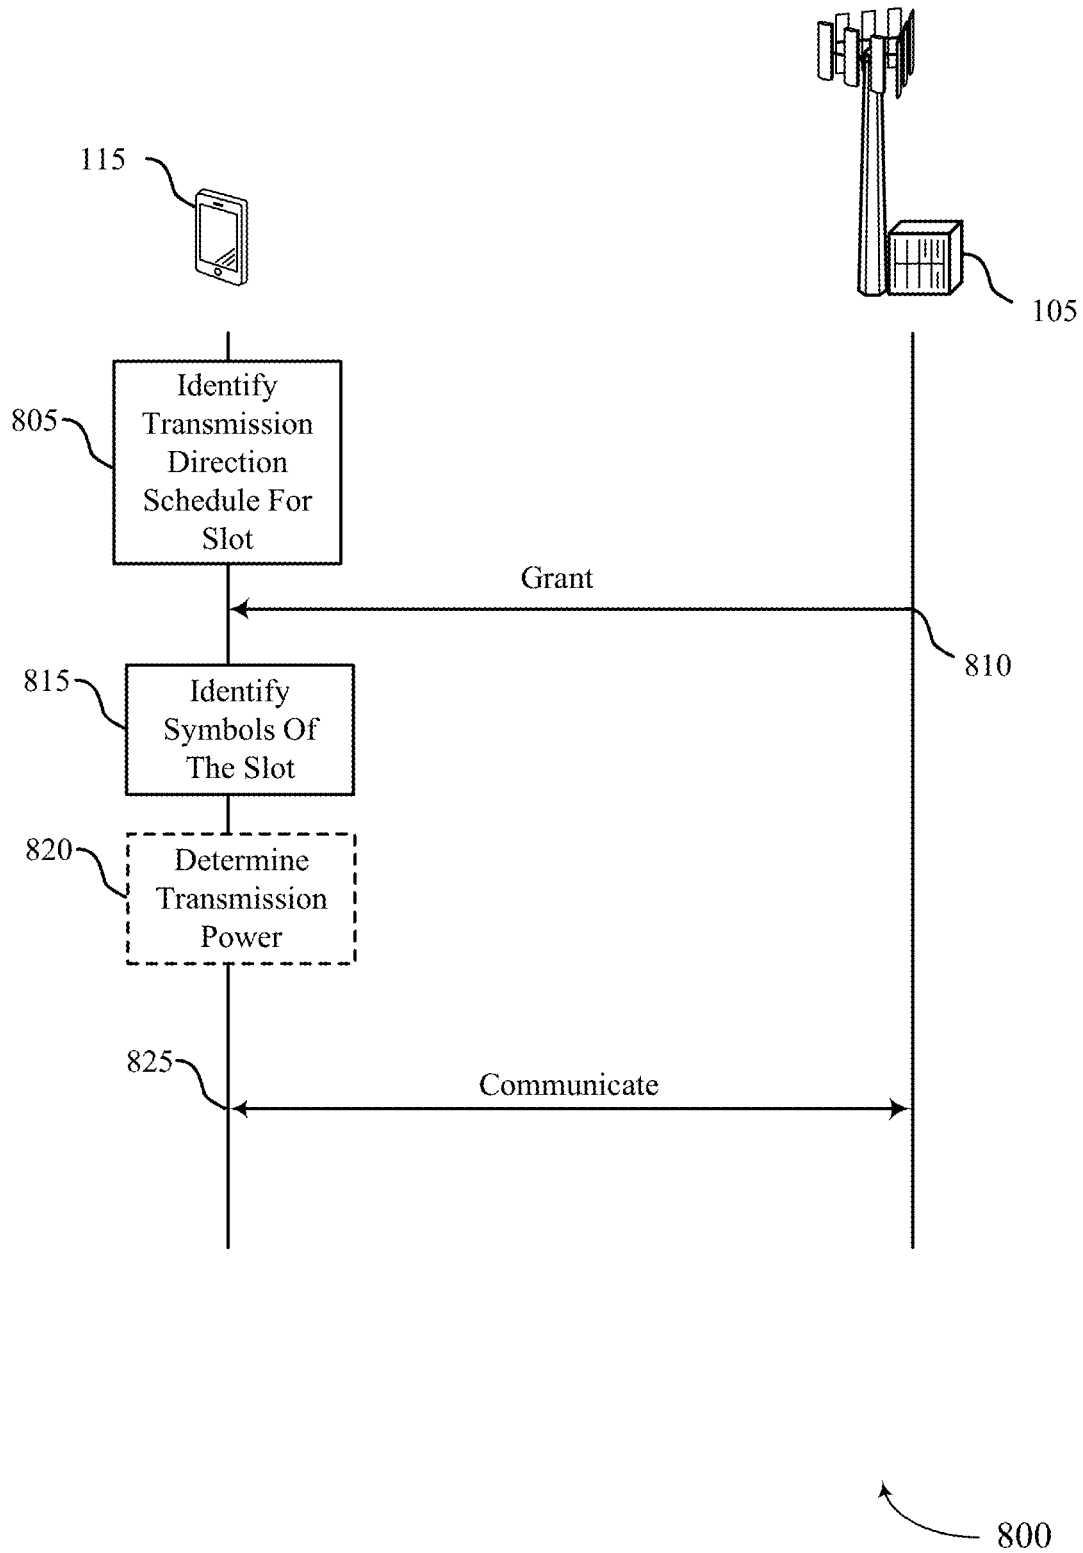 115
105
805
Identify
Transmission
Direction
Schedule For
Slot
Grant
810
815
Identify
Symbols Of
The Slot
820
Determine
Transmission
Power
825
Communicate
800